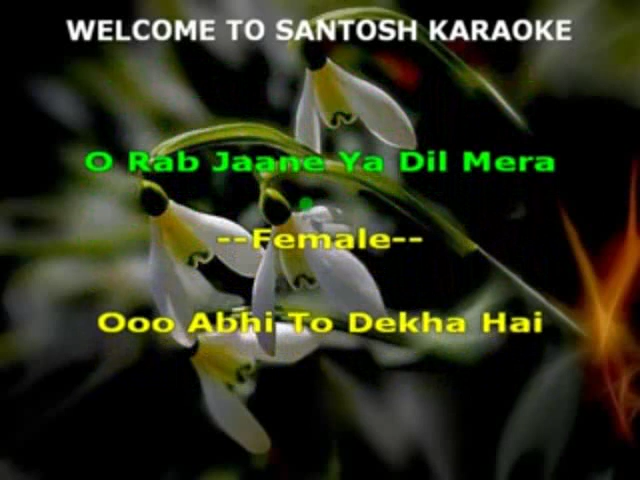 WELCOME TO SANTOSH KARAOKE
O Rab Jaane Ya Dil Mera
--Female--
Ooo Abhi To Dekha Hai